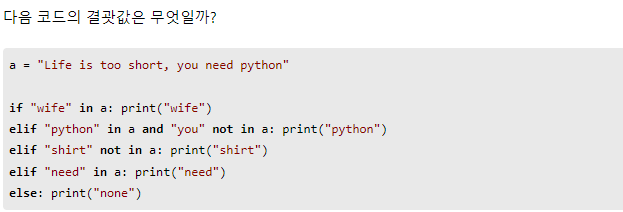 다음 코드의 결괏값은 무엇일까?
a = "Life is too short, you need python"
if "wife" in a: print("wife")
elif "python" in a and "you" not in a: print("python")
elif "shirt" not in a: print("shirt")
elif "need" in a: print("need")
else: print("none")